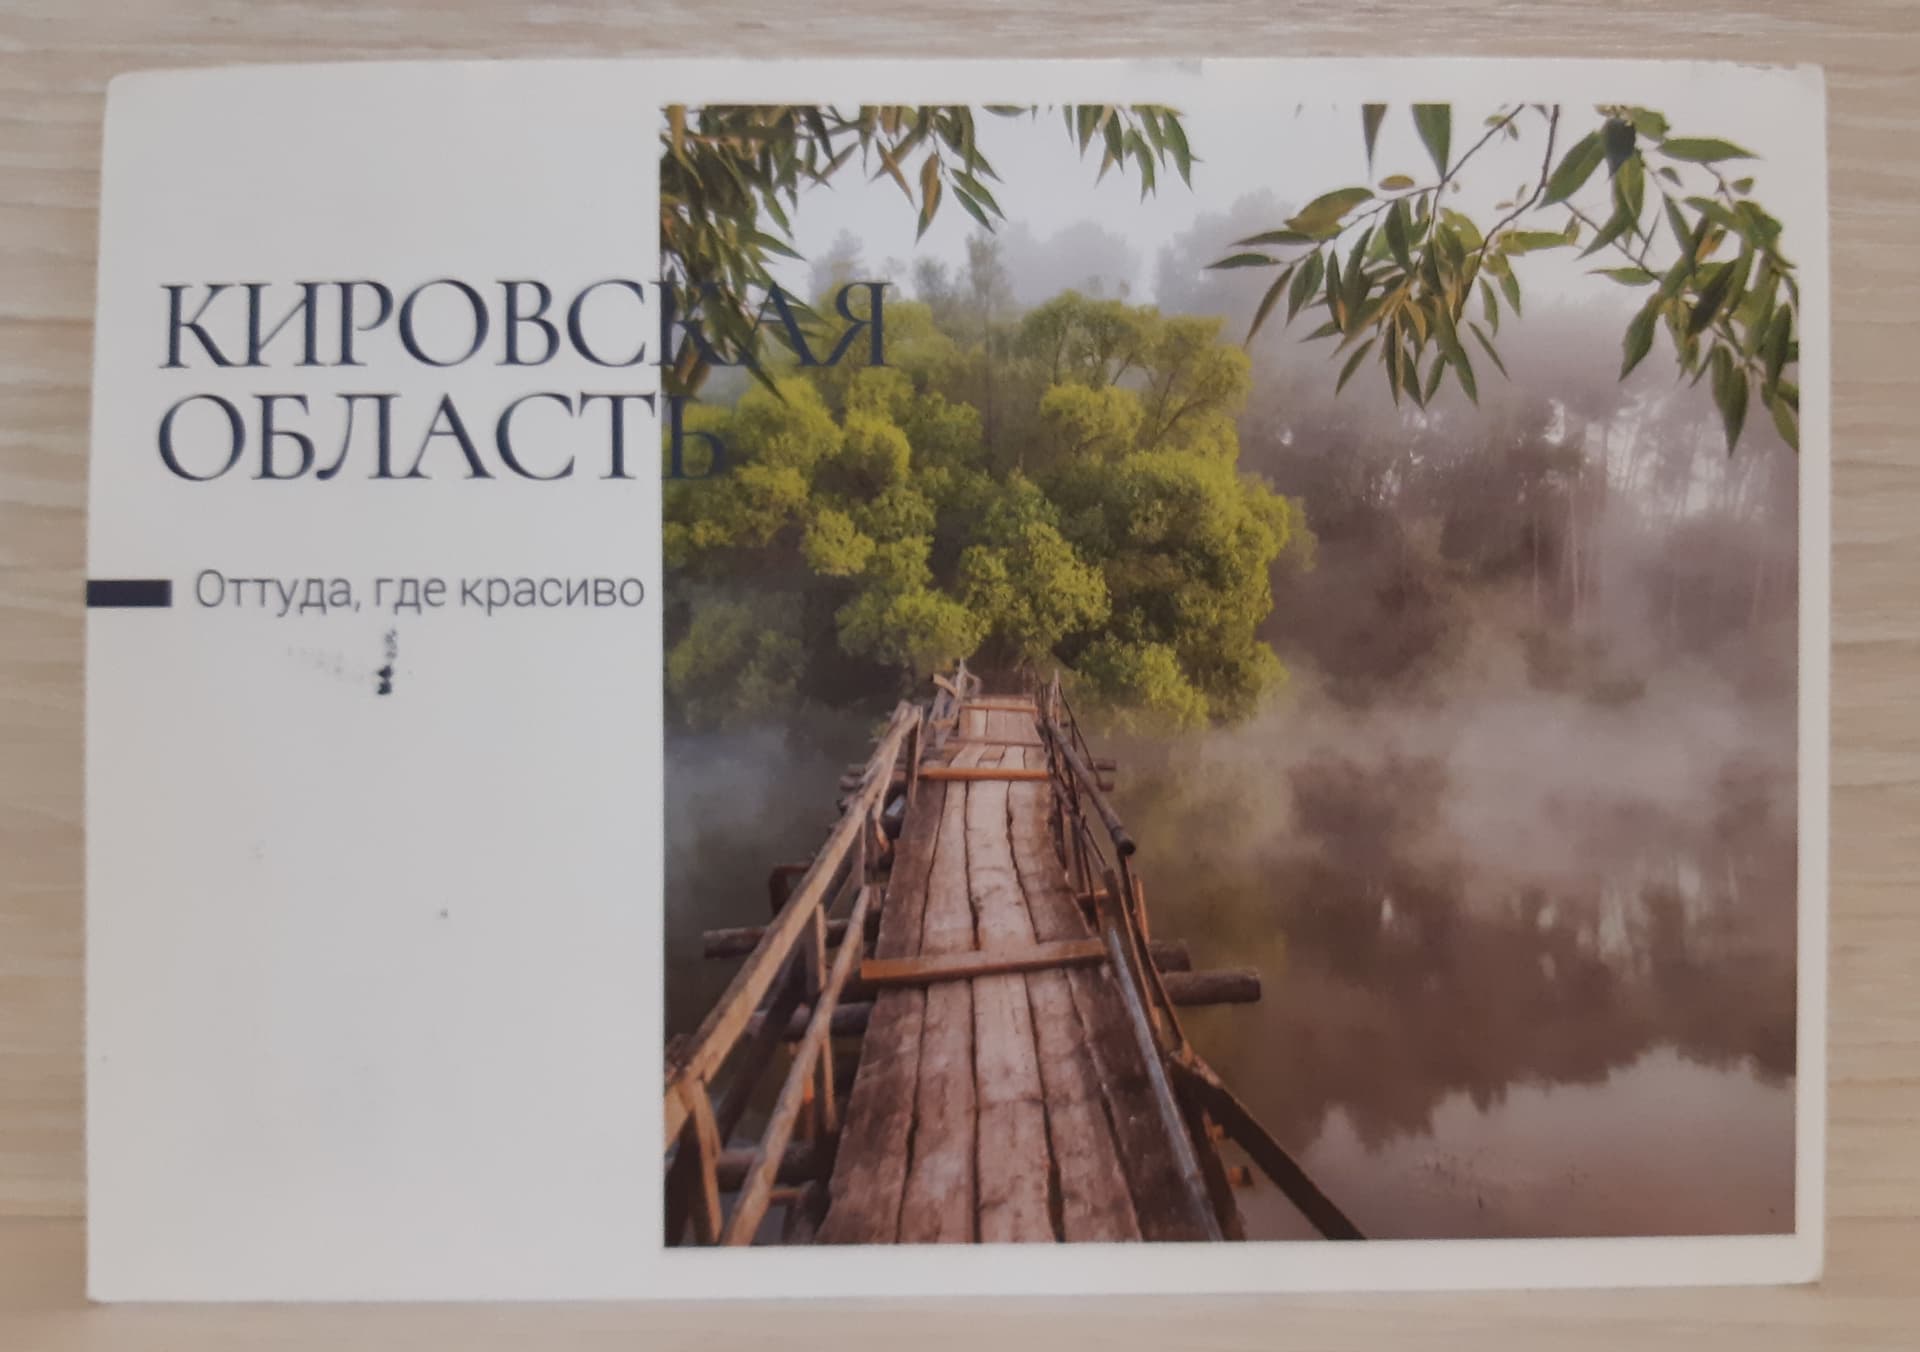 КИРОВСКАЯ
ОБЛАСТЬ
Оттуда, где красиво